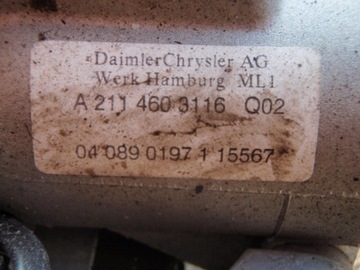 DaimlerChrysler AG
Werk Hamburg ML1
A 211 460 3116 Q02
04 089 0197 1 15567